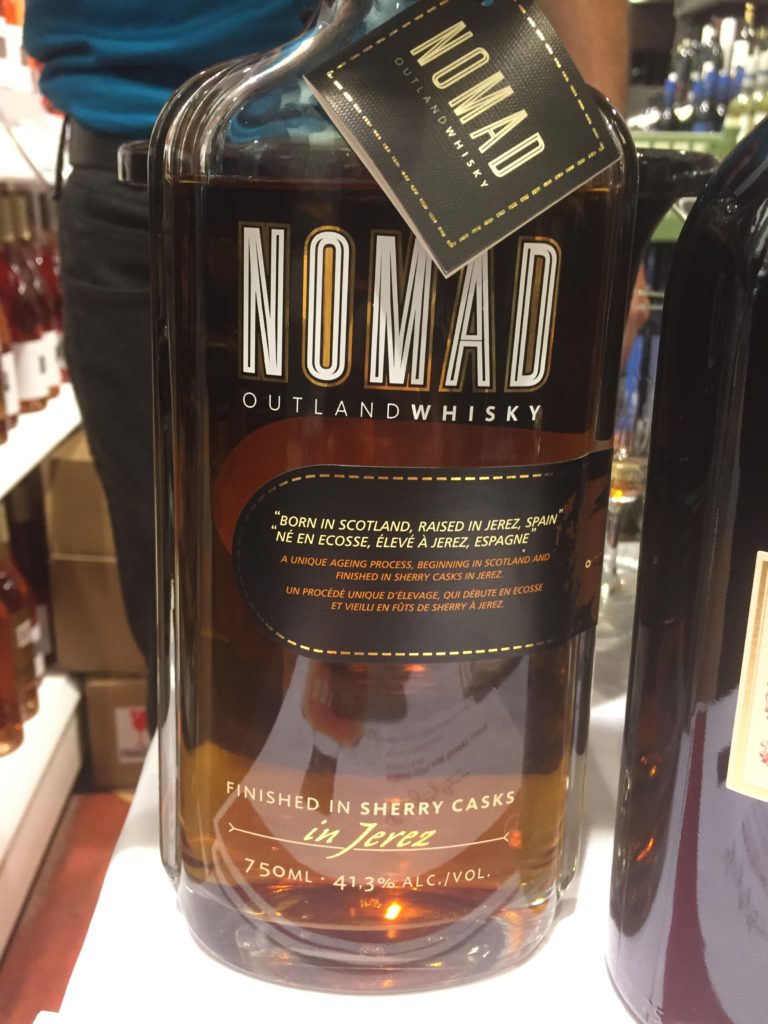 NOMAD
OUTLANDWHISKY
NOMAD
OUTLANDWHISKY
"BORN IN SCOTLAND, RAISED IN JEREZ, SPAIN"
"NÉ EN ECOSSE, ÉLEVÉ À JEREZ, ESPAGNE"
A UNIQUE AGEING PROCESS, BEGINNING IN SCOTLAND AND
FINISHED IN SHERRY CASKS IN JEREZ.
UN PROCÉDÉ UNIQUE D'ÉLEVAGE, QUI DÉBUTE EN ECOSSE
ET VIEILLI EN FÛTS DE SHERRY À JEREZ.
FINISHED IN SHERRY CASKS
in Jerez
750ML · 41,3% ALC./VOL.